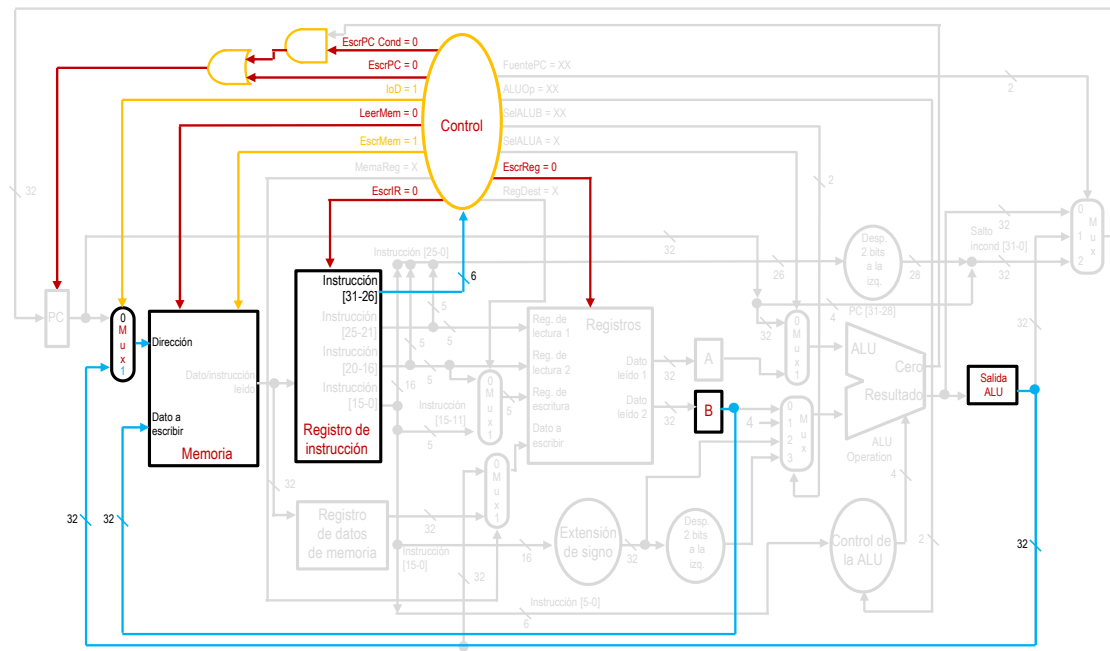 EscrPC Cond = 0
EscrPC = 0
IoD = 1
LeerMem = 0
EscrMem = 1
MemaReg = X
EscrIR = 0
Control
FuentePC = XX
ALUOp = XX
SelALUB = XX
SelALUA = X
EscrReg = 0
RegDest = X
2
2
32
6
PC
0
M
u
x
1
Dirección
Dato/instrucción
leído
Dato a
escribir
Memoria
32
32
32
Instrucción
[31-26]
Instrucción
[25-21]
Instrucción
[20-16]
Instrucción
[15-0]
Registro de
instrucción
Instrucción [25-0]
5
5
5
5
16
Instrucción
[15-11]
5
5
0
M
u
x
1
0
M
u
x
1
Registro
de datos
de memoria
32
Instrucción
[15-0]
32
Reg. de
lectura 1
Reg. de
lectura 2
Reg. de
escritura
Dato a
escribir
Registros
Dato
leído 1
Dato
leído 2
32
32
A
B
16
Extensión
de signo
32
Desp.
2 bits
a la
izq.
Instrucción [5-0]
6
32
26
Desp.
2 bits
a la
izq.
28
4
PC [31-28]
32
0
M
u
x
1
4
0
1
2
3
M
u
x
ALU
Cero
Resultado
ALU
Operation
4
Control de
la ALU
2
Salida
ALU
32
32
Salto
incond [31-0]
32
32
0
1
2
M
u
x
32